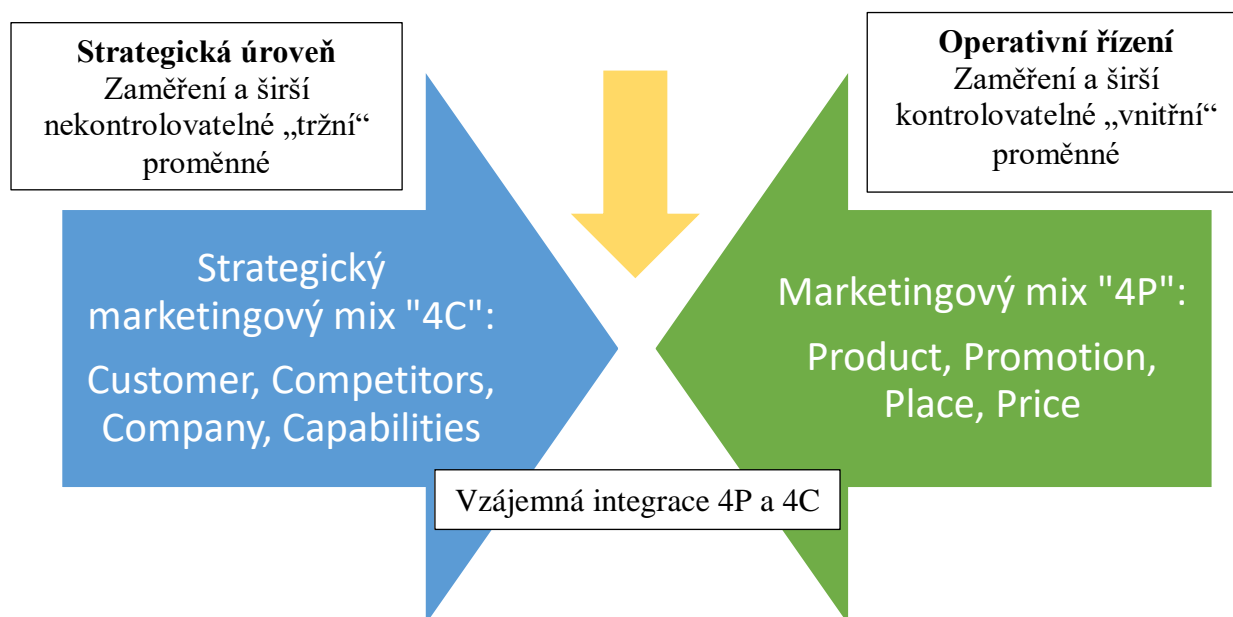 Strategická úroveň
Zaměření a širší
nekontrolovatelné „tržní“
proměnné
Operativní řízení
Zaměření a širší
kontrolovatelné „vnitřní“
proměnné
Strategický
marketingový mix "4C":
Customer, Competitors,
Company, Capabilities
Marketingový mix "4P":
Product, Promotion,
Place, Price
Vzájemná integrace 4P a 4C